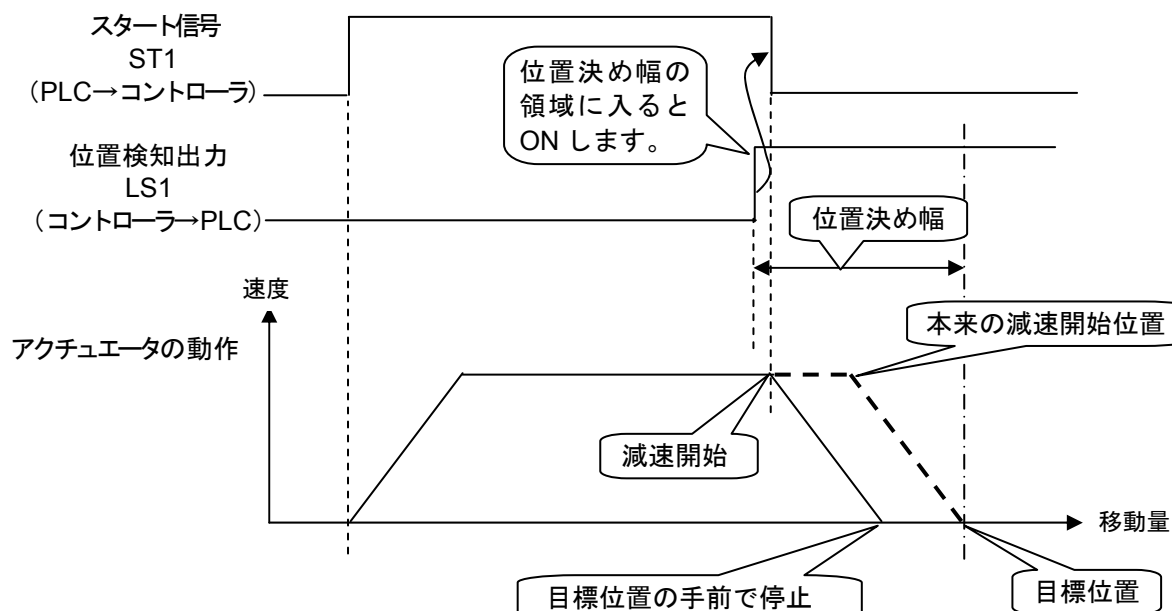 スタート信号
ST1
（PLC→コントローラ）
位置決め幅の
領域に入ると
ON します。
位置検知出力
LS1
（コントローラ→PLC）
位置決め幅
速度
本来の減速開始位置
アクチュエータの動作
減速開始
移動量
目標位置の手前で停止
目標位置